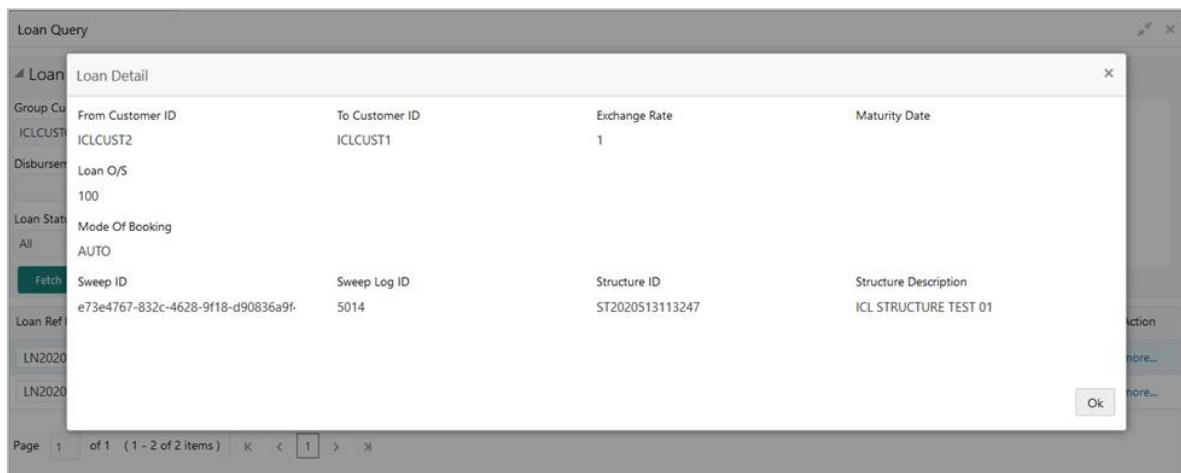 Loan Query
Loan
Loan Detail
Group Cu
From Customer ID To Customer ID Exchange Rate Maturity Date
ICLCUST2 ICLCUST1 1
Disbursem
Loan O/S
100
Loan Statu
Mode Of Booking
All
AUTO
Fetch
Sweep ID Sweep Log ID Structure ID Structure Description
e73e4767-832c-4628-9f18-d90836a9f- 5014 ST2020513113247 ICL STRUCTURE TEST 01
Loan Ref Action
LN2020 more...
LN2020 more...
Ok
Page 1 of 1 (1 - 2 of 2 items) K < 1 > >|